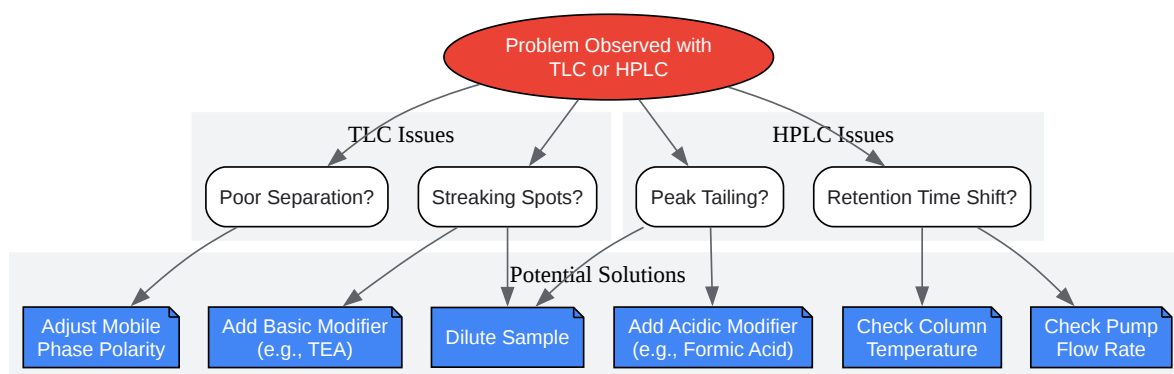 Problem Observed with
TLC or HPLC
TLC Issues
HPLC Issues
Poor Separation?
Streaking Spots?
Peak Tailing?
Retention Time Shift?
Potential Solutions
Adjust Mobile
Phase Polarity
Add Basic Modifier
(e.g., TEA)
Dilute Sample
Add Acidic Modifier
(e.g., Formic Acid)
Check Column
Temperature
Check Pump
Flow Rate